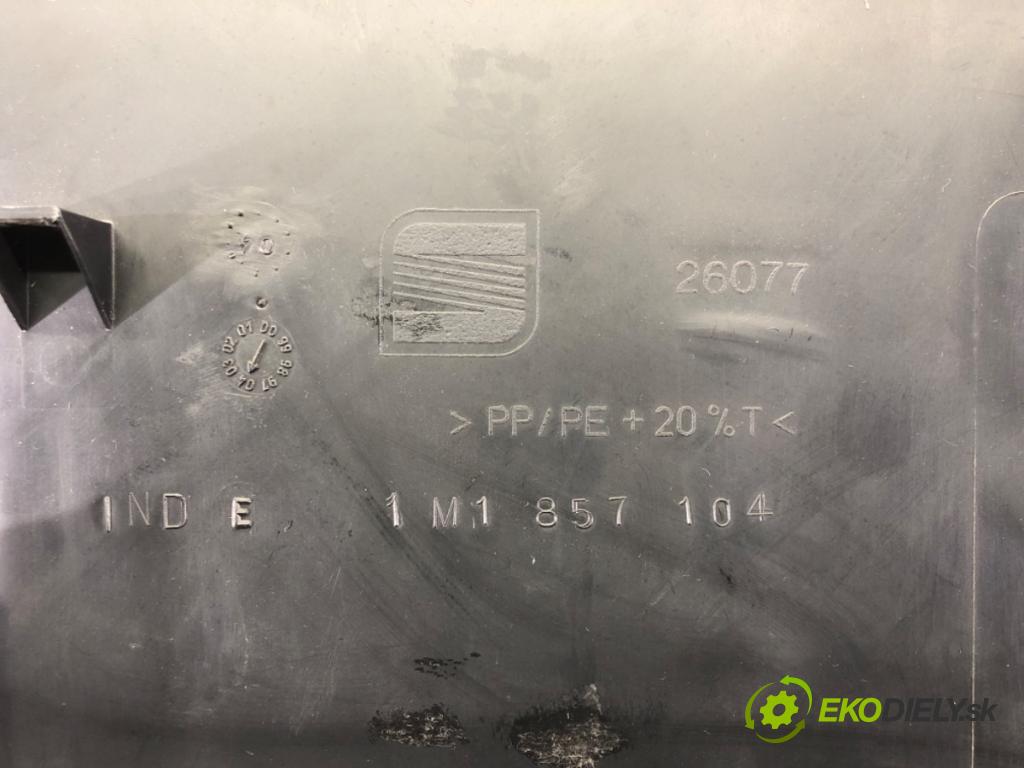 26077
>PP/PE+20%T<
IND E 1M1 857 104
EKODIELY.sk